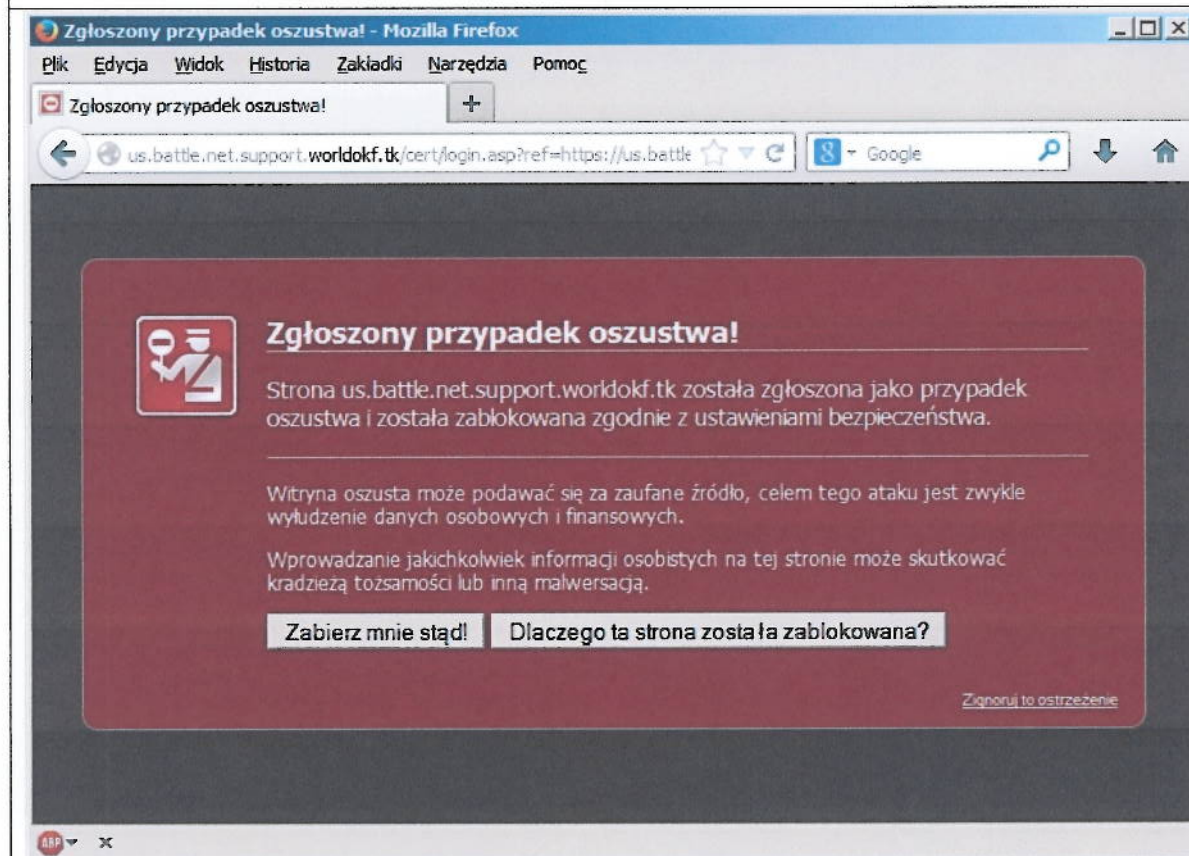 Zgłoszony przypadek oszustwa! - Mozilla Firefox
Plik Edycja Widok Historia Zakładki Narzędzia Pomoc
Zgłoszony przypadek oszustwa!
us.battle.net.support.worldokf.tk/cert/login.asp?ref=https://us.battle
Google
Zgłoszony przypadek oszustwa!
Strona us.battle.net.support.worldokf.tk została zgłoszona jako przypadek
oszustwa i została zablokowana zgodnie z ustawieniami bezpieczeństwa.
Witryna oszusta może podawać się za zaufane źródło, celem tego ataku jest zwykle
wyłudzenie danych osobowych i finansowych.
Wprowadzanie jakichkolwiek informacji osobistych na tej stronie może skutkować
kradzieżą tożsamości lub inną malwersacją.
Zabierz mnie stąd! Dlaczego ta strona została zablokowana?
Zignoruj to ostrzeżenie
ABP